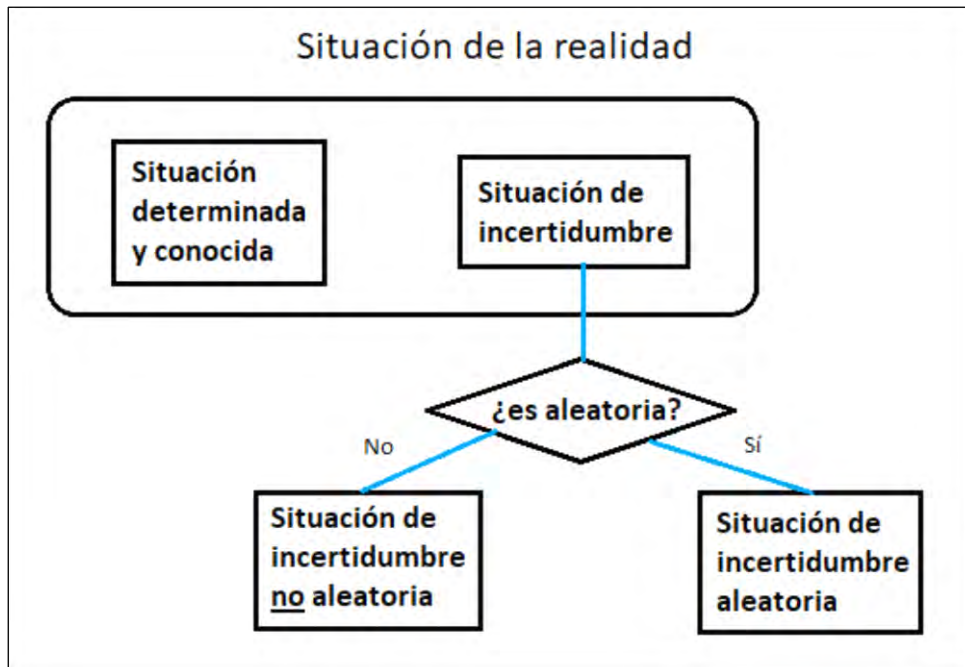 Situación de la realidad
Situación
determinada
y conocida
Situación de
incertidumbre
¿es aleatoria?
No
Sí
Situación de
incertidumbre
no aleatoria
Situación de
incertidumbre
aleatoria